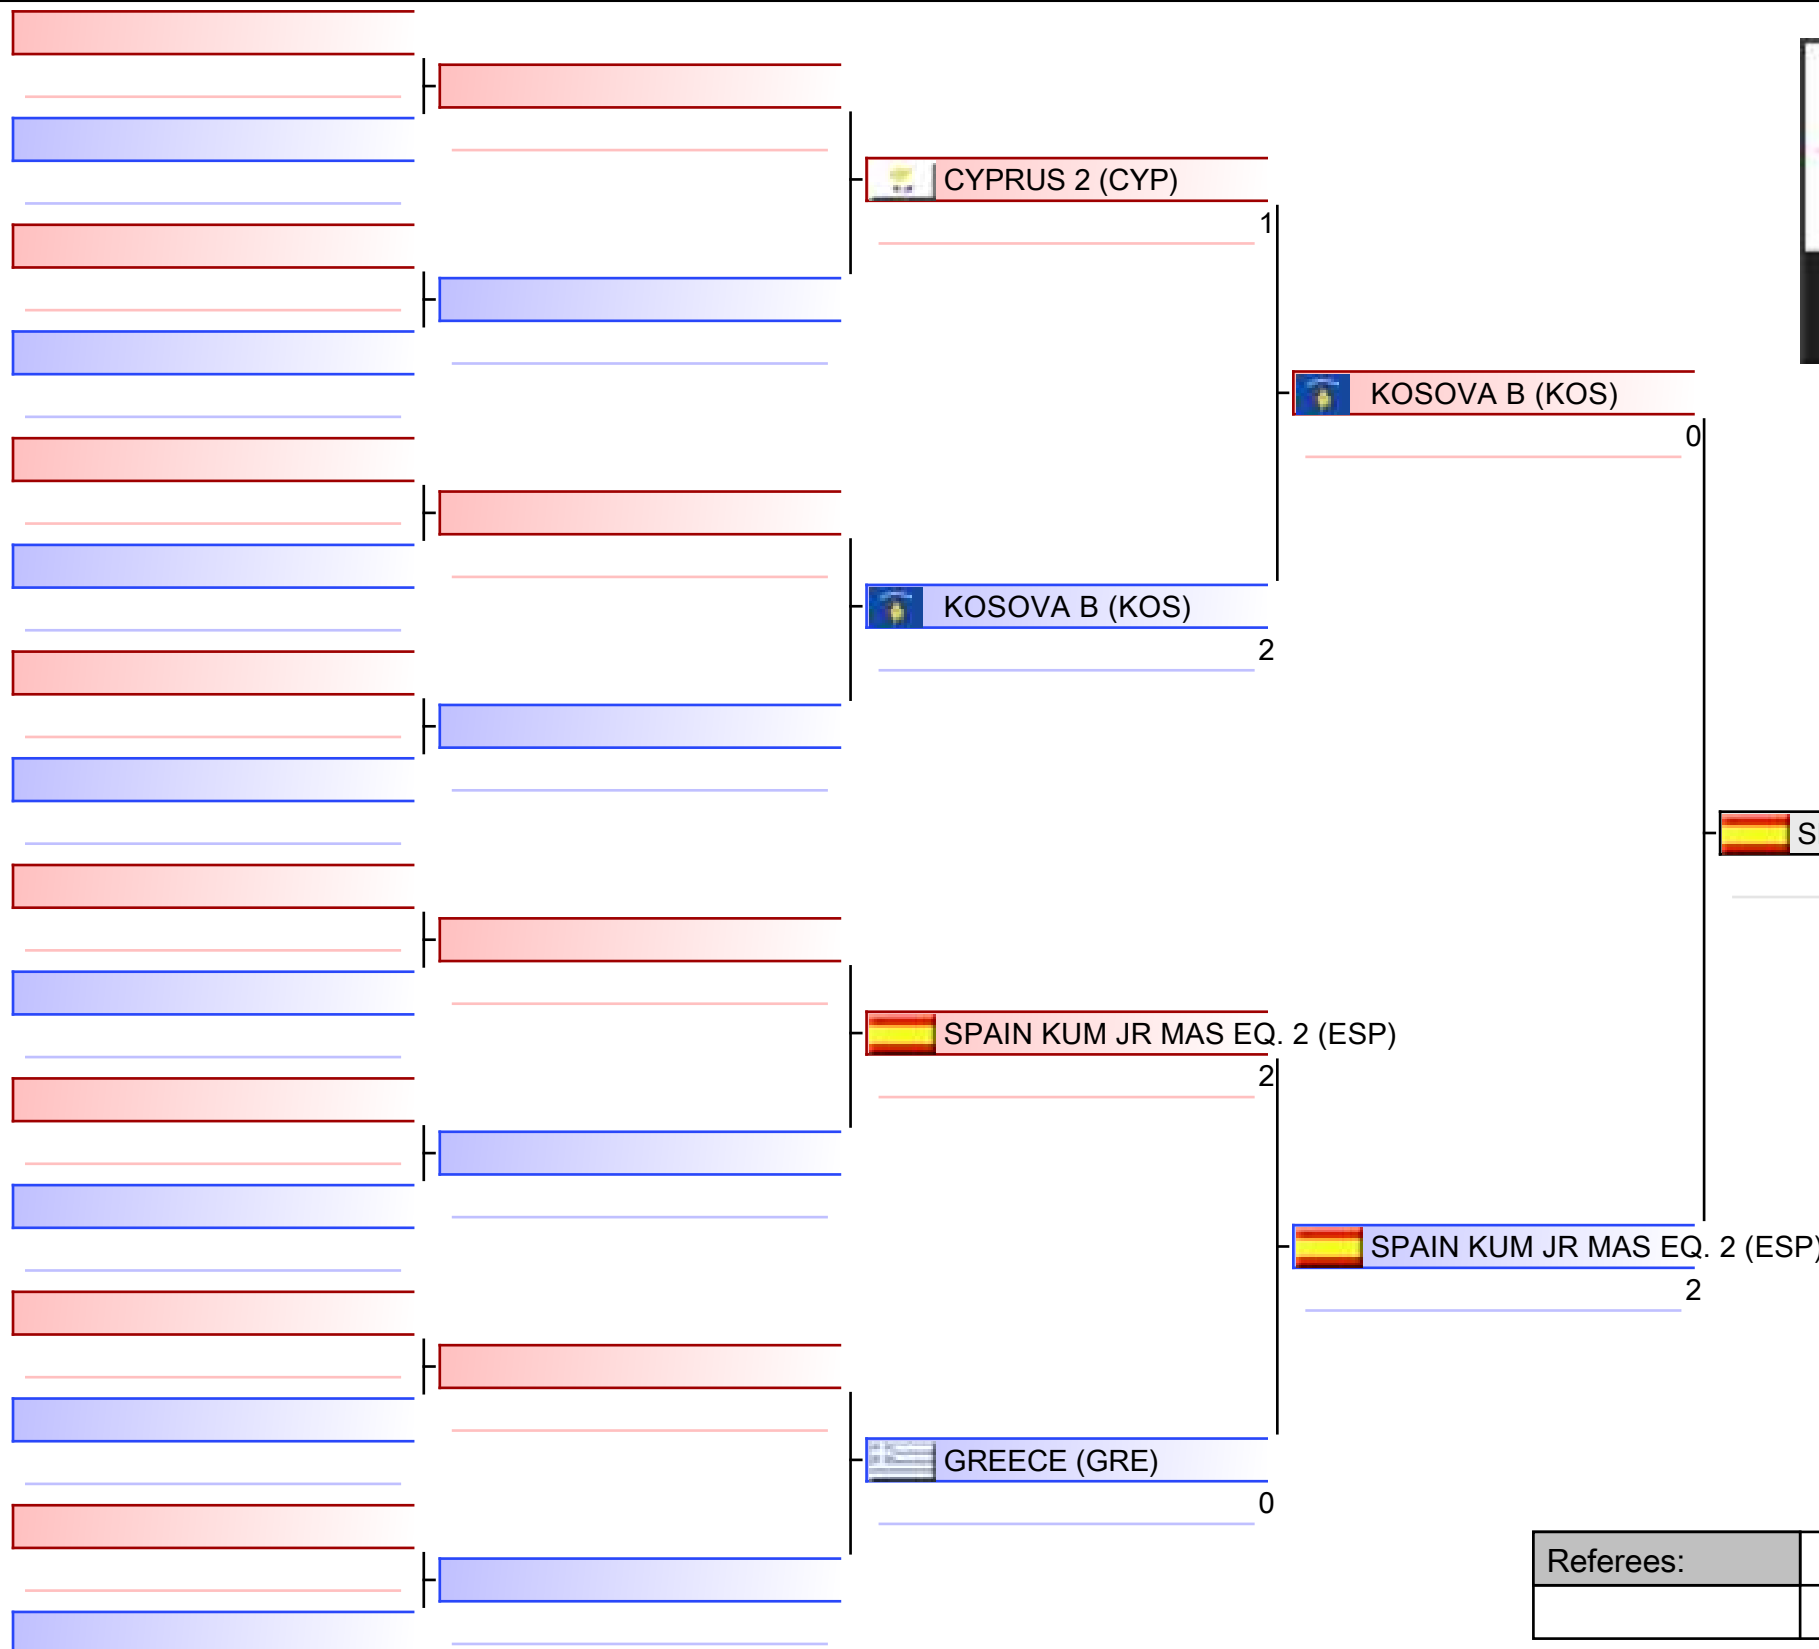 CYPRUS 2 (CYP)
1
KOSOVA B (KOS)
0
KOSOVA B (KOS)
2
S
SPAIN KUM JR MAS EQ. 2 (ESP)
2
SPAIN KUM JR MAS EQ. 2 (ESP)
2
GREECE (GRE)
0
Referees: